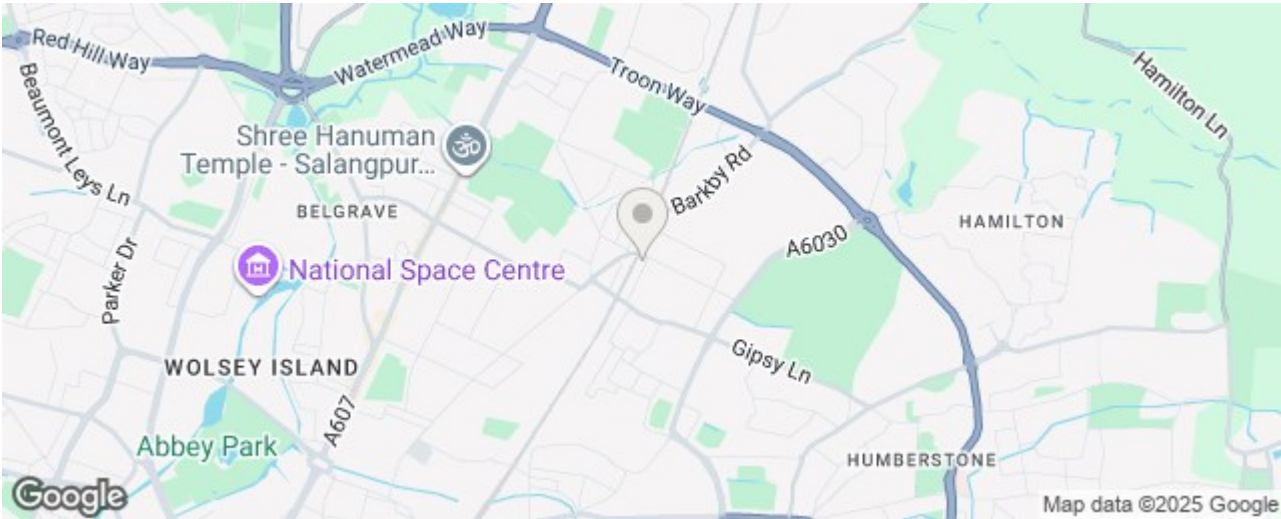 Red Hill Way
Watermead Way
Troon Way
Hamilton Ln
Beaumont Leys Ln
Shree Hanuman
Temple - Salangpur...
Barkby Rd
BELGRAVE
HAMILTON
A6030
Parker Dr
National Space Centre
WOLSEY ISLAND
Gipsy Ln
A607
Abbey Park
HUMBERSTONE
Google
Map data ©2025 Google